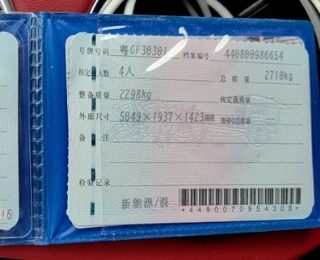 号牌号码 粤GF3030 档案编号 440800986654
核定载人数 4人 总质量 2710kg
整备质量 2298kg 核定载质量
外廓尺寸 5049×1937×1423mm 准牵引总质量
备注
检验记录
新能源/混
*4490070954308*
16